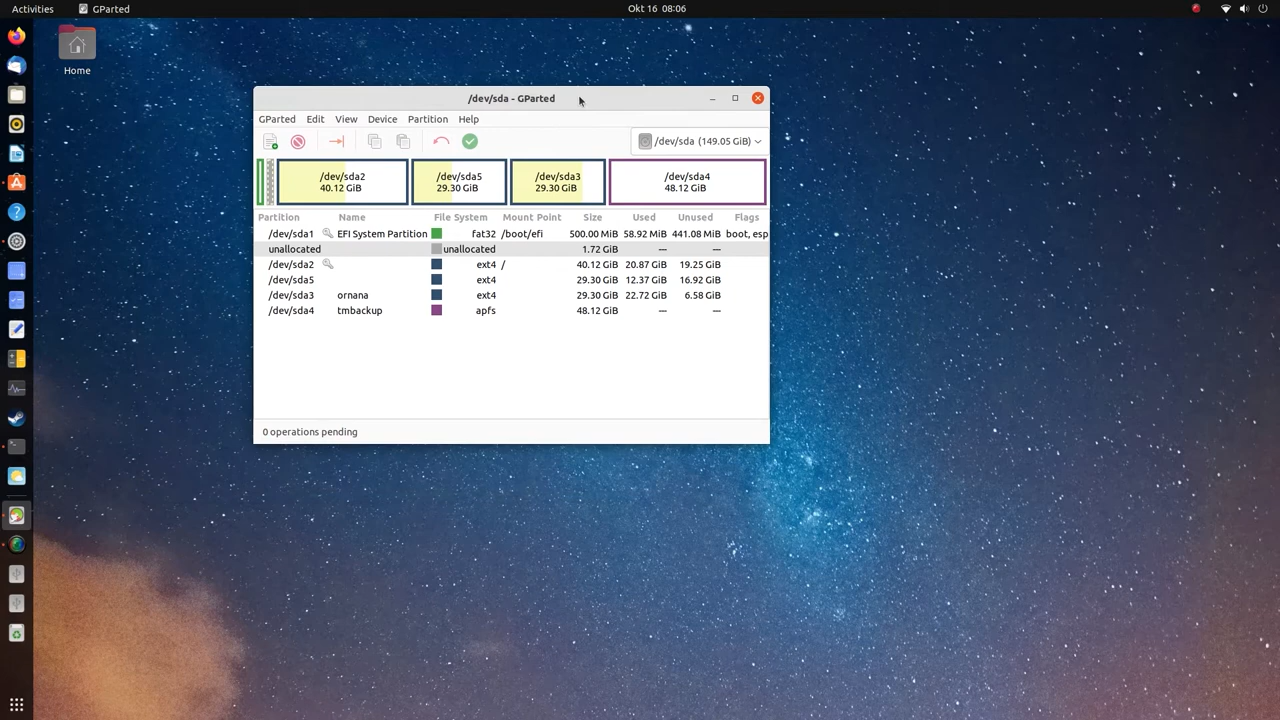 Activities GParted Okt 16 08:06
Home
/dev/sda - GParted
GParted Edit View Device Partition Help
/dev/sda (149.05 GiB)
/dev/sda2 /dev/sda5 /dev/sda3 /dev/sda4
40.12 GiB 29.30 GiB 29.30 GiB 48.12 GiB
Partition Name File System Mount Point Size Used Unused Flags
/dev/sda1 EFI System Partition fat32 /boot/efi 500.00 MiB 58.92 MiB 441.08 MiB boot, esp
unallocated unallocated 1.72 GiB — —
/dev/sda2 ext4 / 40.12 GiB 20.87 GiB 19.25 GiB
/dev/sda5 ext4 29.30 GiB 12.37 GiB 16.92 GiB
/dev/sda3 ornana ext4 29.30 GiB 22.72 GiB 6.58 GiB
/dev/sda4 tmbackup apfs 48.12 GiB — —
0 operations pending